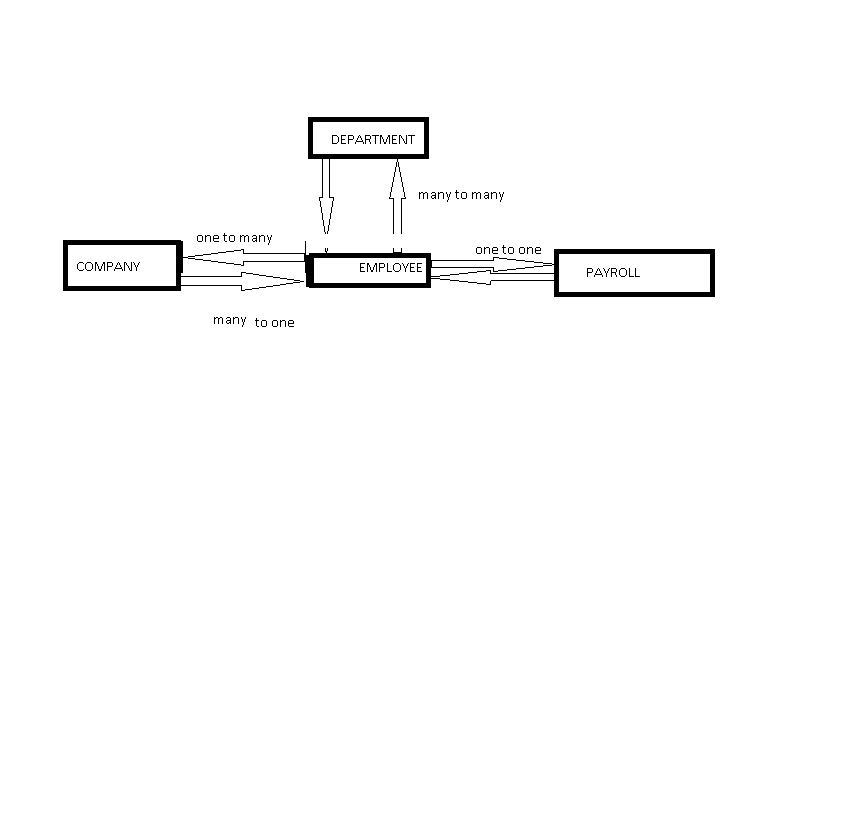 DEPARTMENT
many to many
one to many
one to one
COMPANY
EMPLOYEE
PAYROLL
many to one